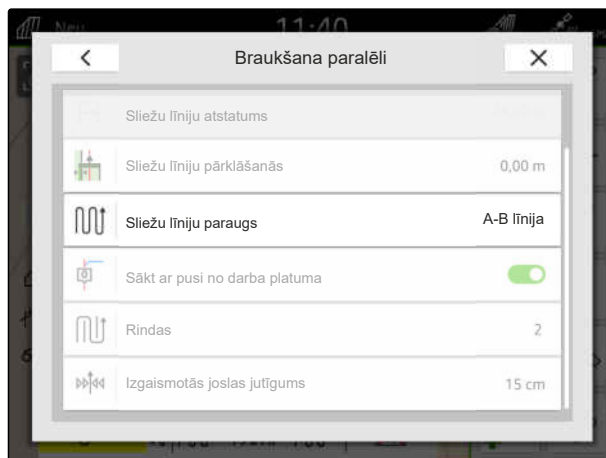 Neu 11:40
Braukšana paralēli
Sliežu līniju atstatums
Sliežu līniju pārklāšanās 0,00 m
Sliežu līniju paraugs A-B līnija
Sākt ar pusi no darba platuma
Rindas 2
Izgaismotās joslas jutīgums 15 cm